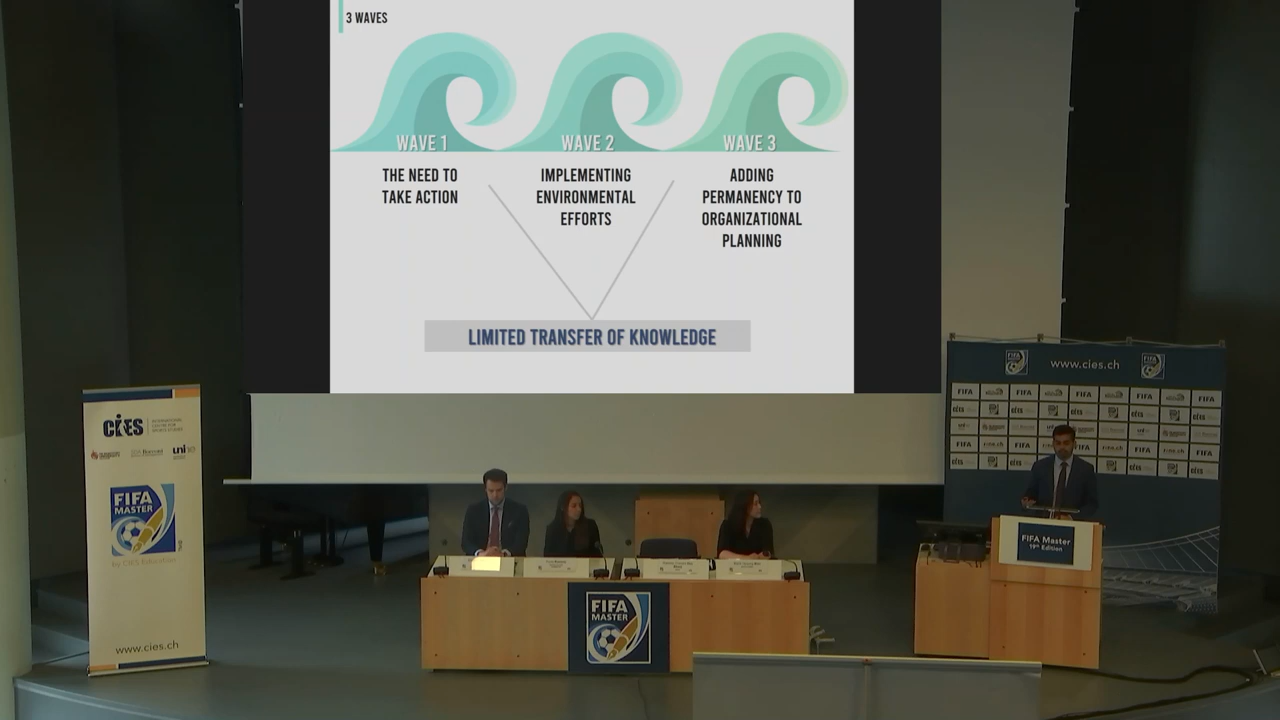 3 WAVES
WAVE 1
WAVE 2
WAVE 3
THE NEED TO
TAKE ACTION
IMPLEMENTING
ENVIRONMENTAL
EFFORTS
ADDING
PERMANENCY TO
ORGANIZATIONAL
PLANNING
LIMITED TRANSFER OF KNOWLEDGE
www.cies.ch
FIFA
CIES
INTERNATIONAL
CENTRE FOR
SPORTS STUDIES
FIFA
MASTER
www.cies.ch
FIFA
MASTER
FIFA Master
19th Edition